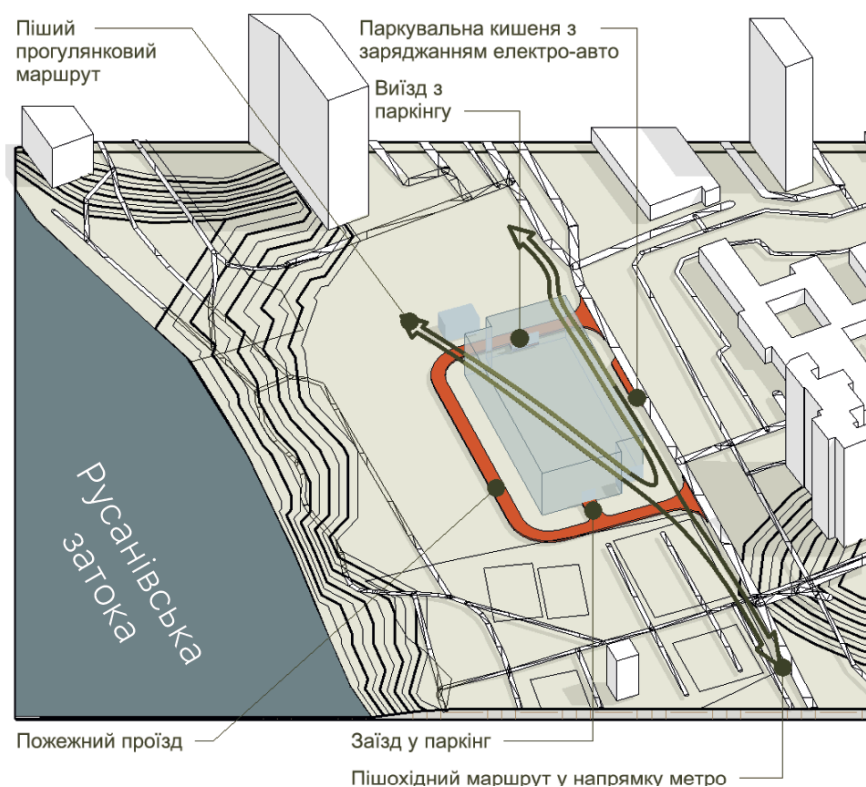 Піший
прогулянковий
маршрут
Паркувальна кишеня з
заряджанням електро-авто
Виїзд з
паркінгу
Русанівська
затока
Пожежний проїзд
Заїзд у паркінг
Пішохідний маршрут у напрямку метро